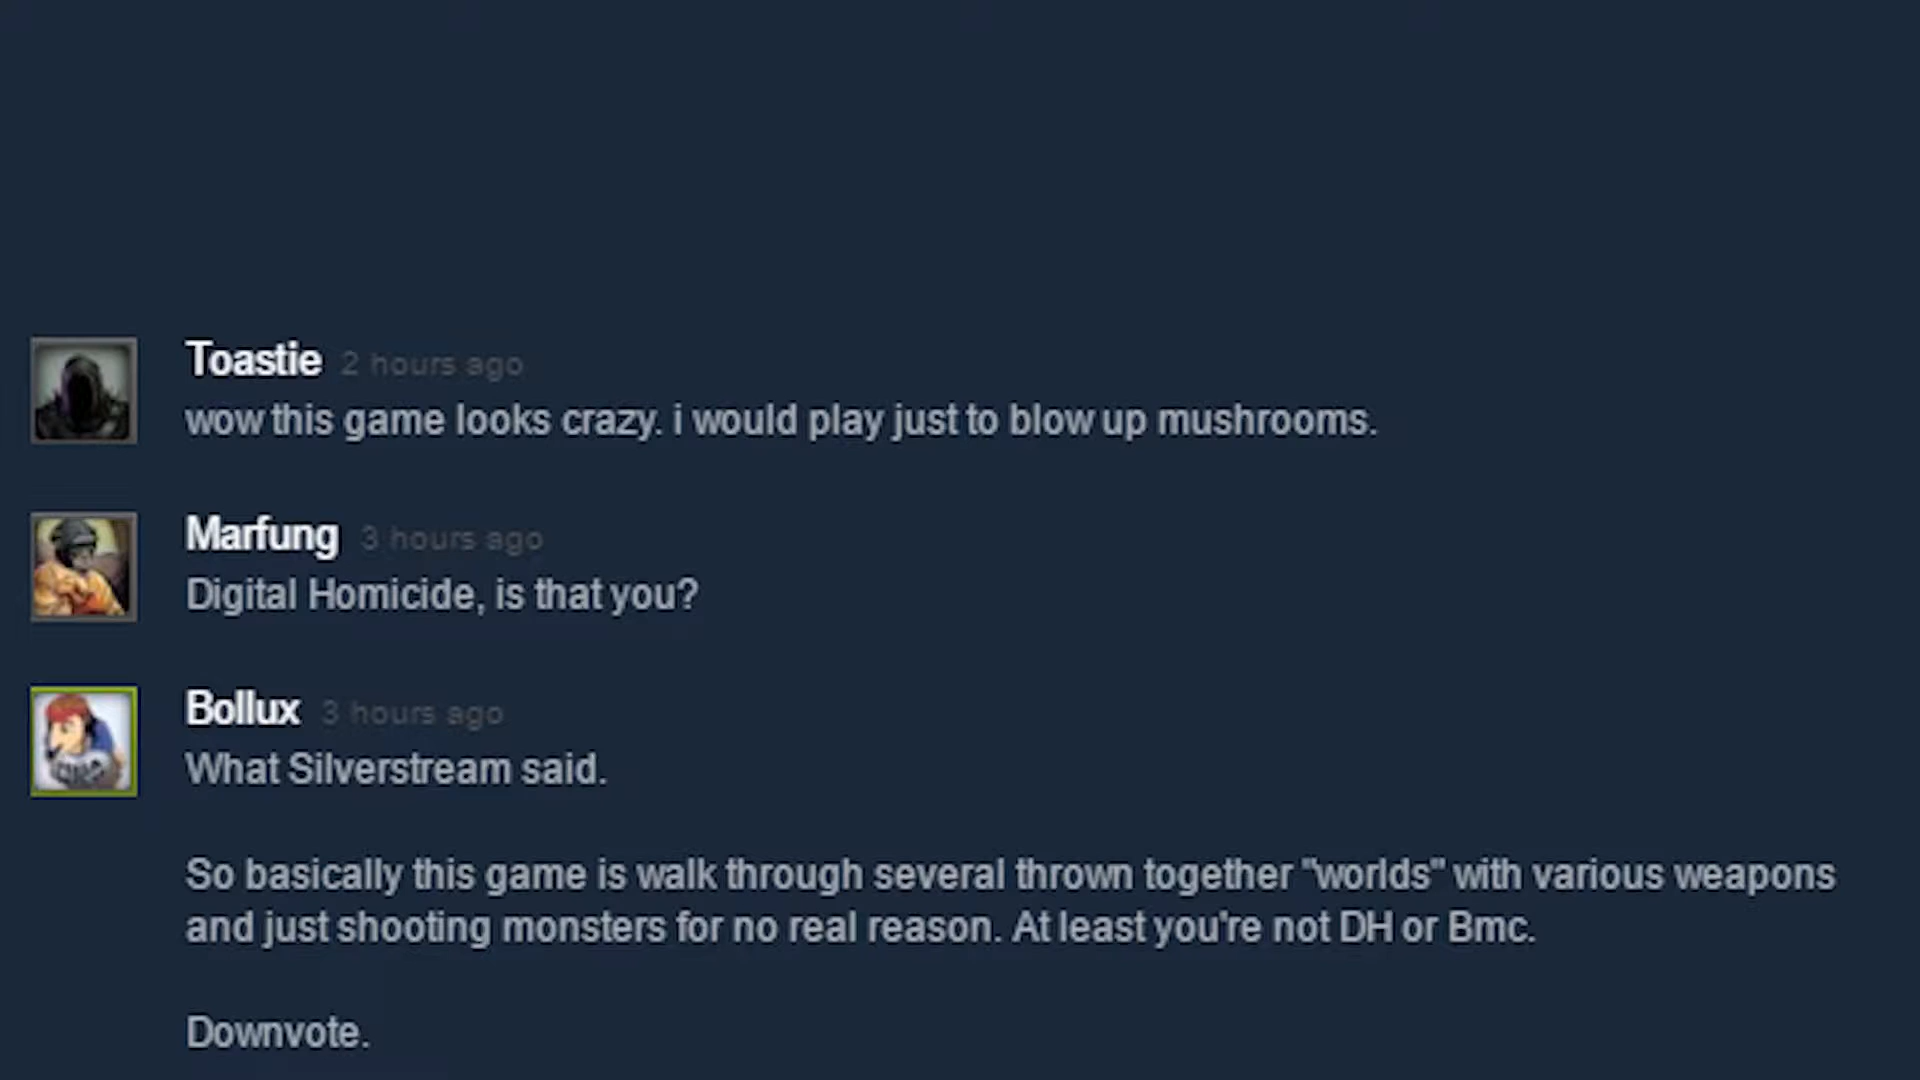 Toastie 2 hours ago
wow this game looks crazy. i would play just to blow up mushrooms.
Marfung 3 hours ago
Digital Homicide, is that you?
Bollux 3 hours ago
What Silverstream said.
So basically this game is walk through several thrown together "worlds" with various weapons
and just shooting monsters for no real reason. At least you're not DH or Bmc.
Downvote.